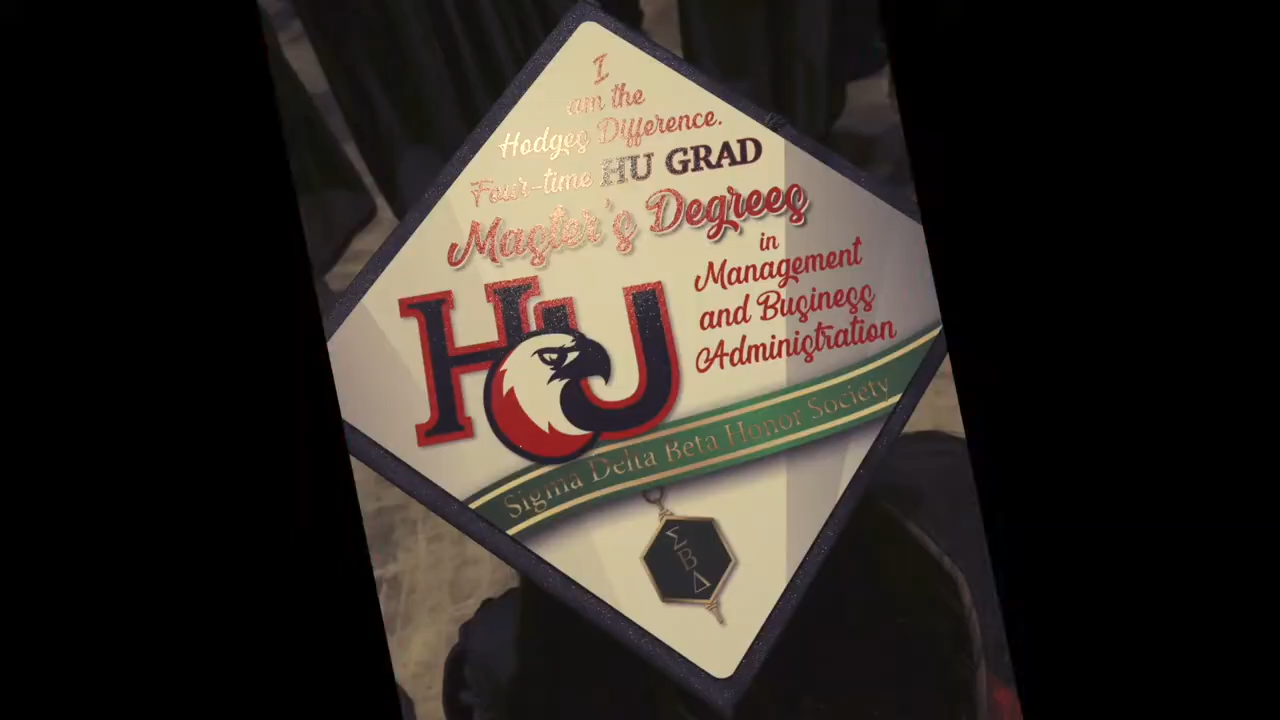 I
am the
Hodges Difference.
Four-time HU GRAD
Master's Degrees
in
Management
and Business
Administration
HU
Sigma Delta Beta Honor Society
Σ
Β
Δ